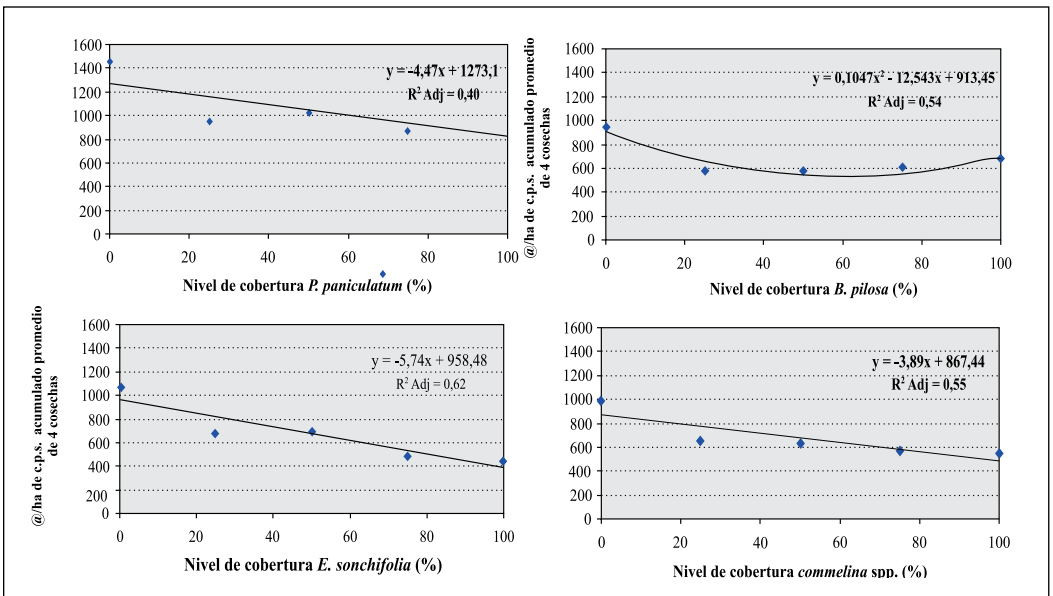 1600
1400
1200
1000
800
600
400
200
0
y = -4,47x + 1273,1
R² Adj = 0,40
0 20 40 60 80 100
Nivel de cobertura P. paniculatum (%)
@/ha de c.p.s. acumulado promedio
de 4 cosechas
1600
1400
1200
1000
800
600
400
200
0
y = 0,1047x² - 12,543x + 913,45
R² Adj = 0,54
0 20 40 60 80 100
Nivel de cobertura B. pilosa (%)
@/ha de c.p.s. acumulado promedio
de 4 cosechas
1600
1400
1200
1000
800
600
400
200
0
y = -5,74x + 958,48
R² Adj = 0,62
0 20 40 60 80 100
Nivel de cobertura E. sonchifolia (%)
1600
1400
1200
1000
800
600
400
200
0
y = -3,89x + 867,44
R² Adj = 0,55
0 20 40 60 80 100
Nivel de cobertura commelina spp. (%)